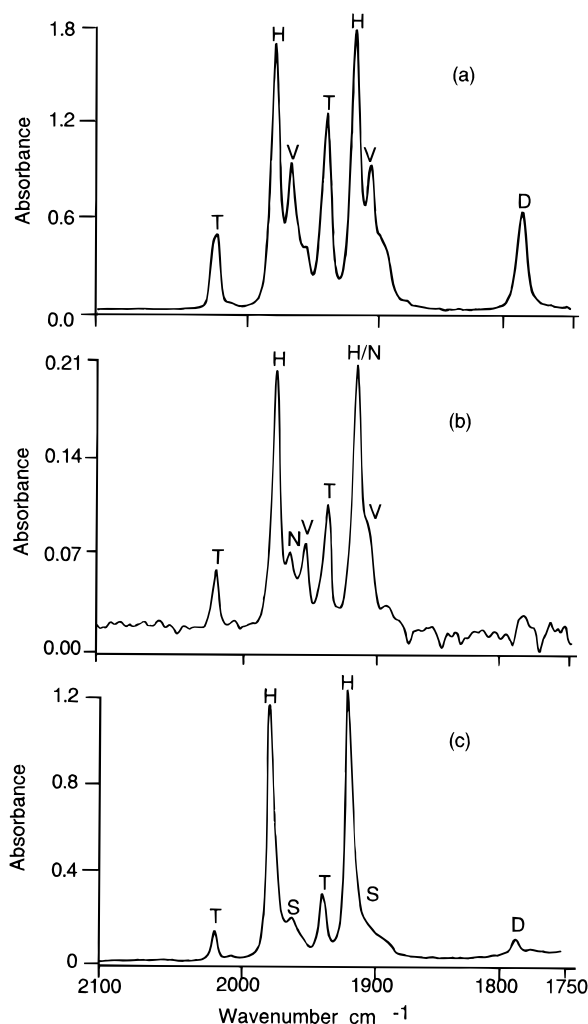 1.8
H
H
(a)
V
T
V
1.2
Absorbance
T
D
0.6
0.0
0.21
H
H/N
(b)
0.14
Absorbance
T
N V
V
T
0.07
0.00
1.2
H
H
(c)
0.8
Absorbance
0.4
T
S
S
T
D
0
2100 2000 1900 1800 1750
Wavenumber cm -1